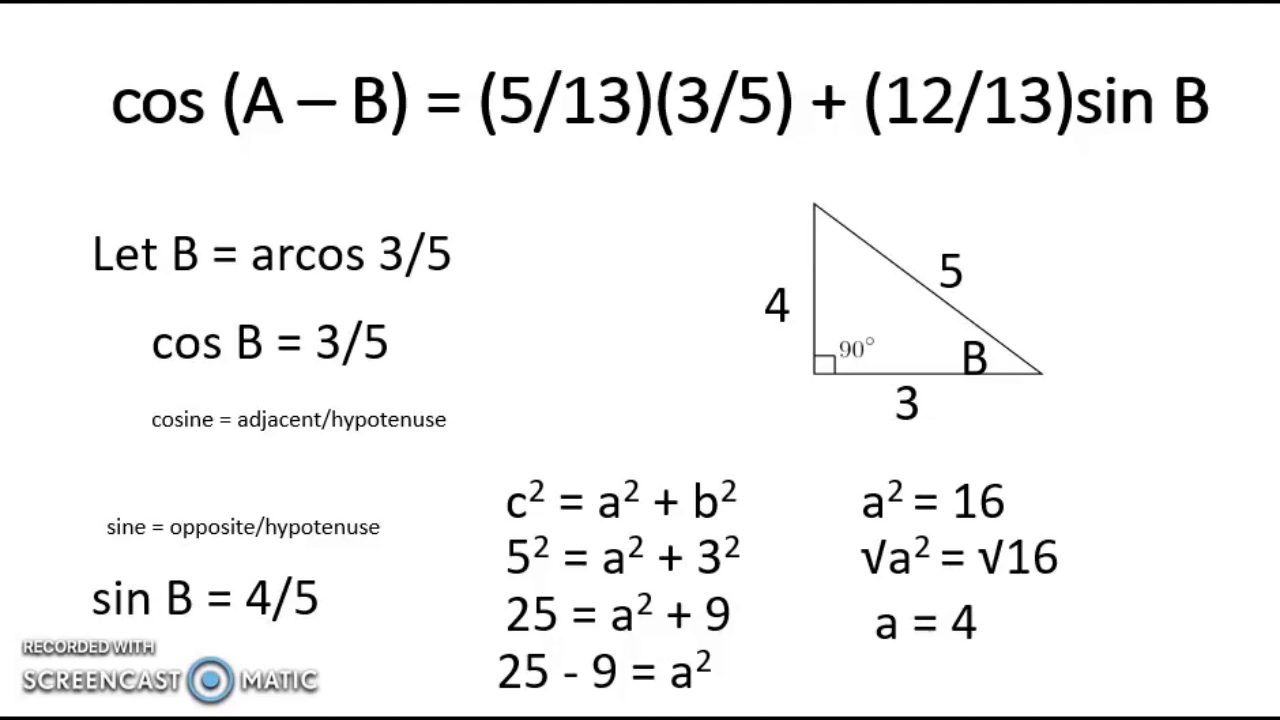 cos (A – B) = (5/13)(3/5) + (12/13)sin B
Let B = arcos 3/5
cos B = 3/5
cosine = adjacent/hypotenuse
4
5
90°
B
3
sine = opposite/hypotenuse
sin B = 4/5
c² = a² + b²
5² = a² + 3²
25 = a² + 9
25 - 9 = a²
a² = 16
√a² = √16
a = 4
RECORDED WITH
SCREENCAST MATIC